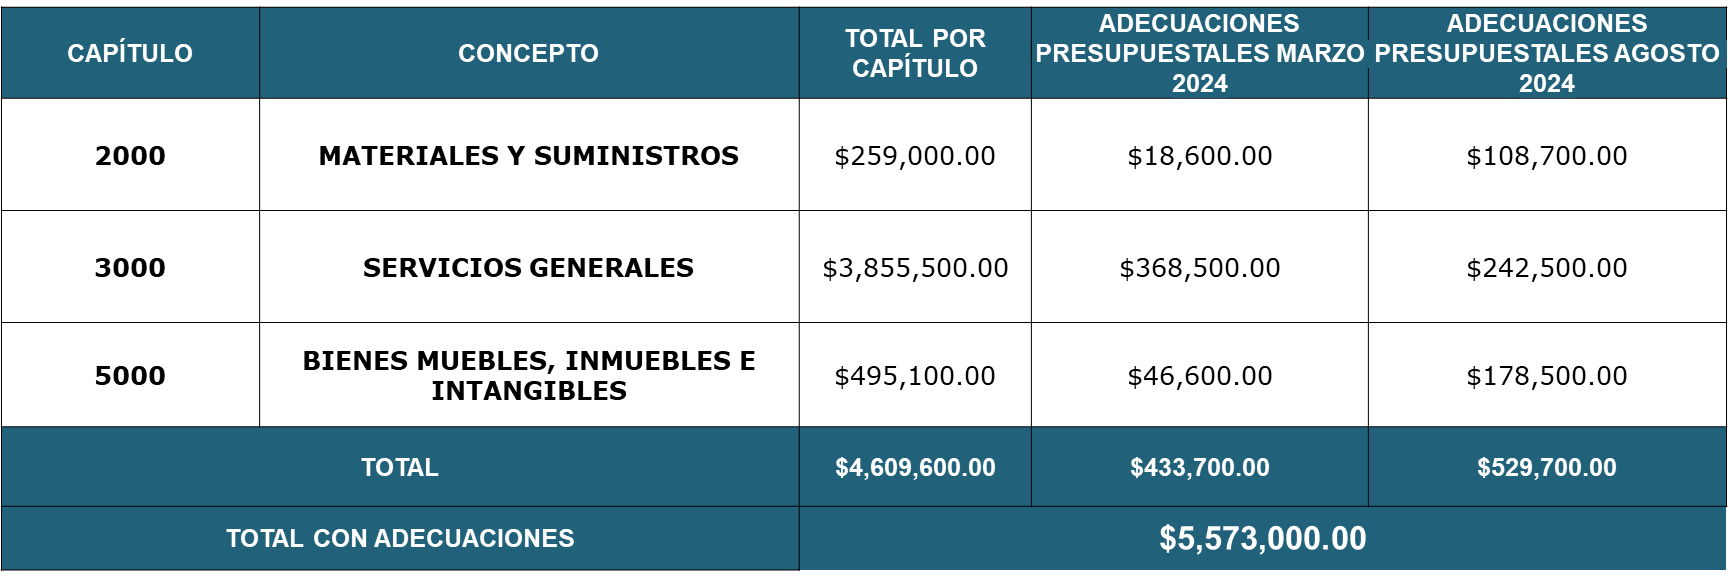 CAPÍTULO
CONCEPTO
TOTAL POR
CAPÍTULO
ADECUACIONES
PRESUPUESTALES MARZO
2024
ADECUACIONES
PRESUPUESTALES AGOSTO
2024
2000
MATERIALES Y SUMINISTROS
$259,000.00
$18,600.00
$108,700.00
3000
SERVICIOS GENERALES
$3,855,500.00
$368,500.00
$242,500.00
5000
BIENES MUEBLES, INMUEBLES E
INTANGIBLES
$495,100.00
$46,600.00
$178,500.00
TOTAL
$4,609,600.00
$433,700.00
$529,700.00
TOTAL CON ADECUACIONES
$5,573,000.00